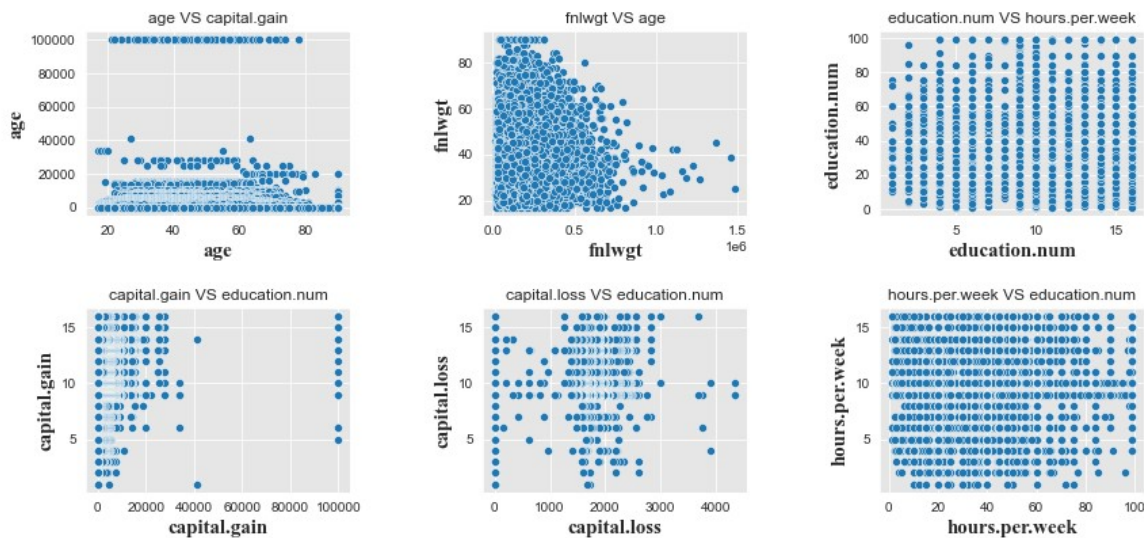 age VS capital.gain
100000
80000
60000
40000
20000
0
age
20 40 60 80
age
fnlwgt VS age
80
60
40
20
fnlwgt
0.0 0.5 1.0 1.5
1e6
fnlwgt
education.num VS hours.per.week
100
80
60
40
20
0
education.num
5 10 15
education.num
capital.gain VS education.num
15
10
5
capital.gain
0 20000 40000 60000 80000 100000
capital.gain
capital.loss VS education.num
15
10
5
capital.loss
0 1000 2000 3000 4000
capital.loss
hours.per.week VS education.num
15
10
5
hours.per.week
0 20 40 60 80 100
hours.per.week